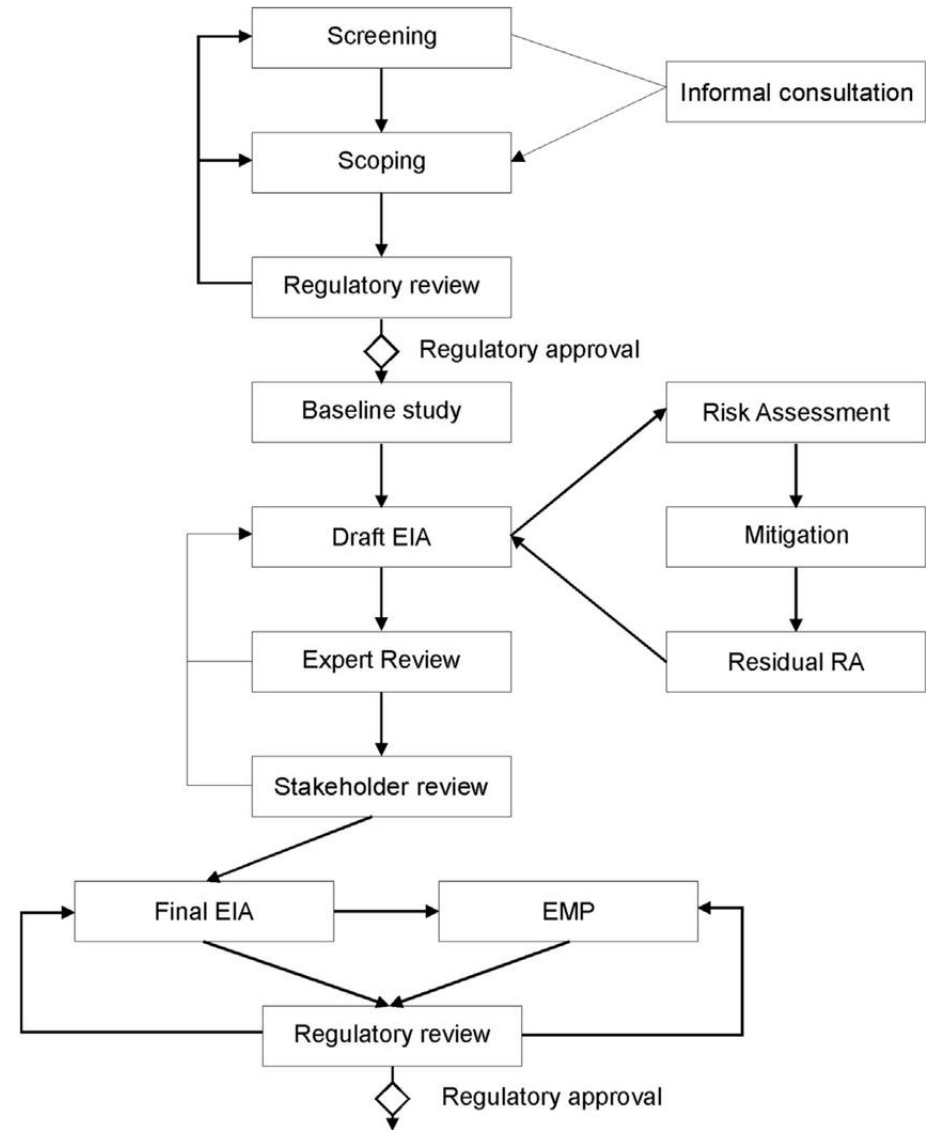 Screening
Informal consultation
Scoping
Regulatory review
Regulatory approval
Baseline study
Risk Assessment
Draft EIA
Mitigation
Expert Review
Residual RA
Stakeholder review
Final EIA
EMP
Regulatory review
Regulatory approval